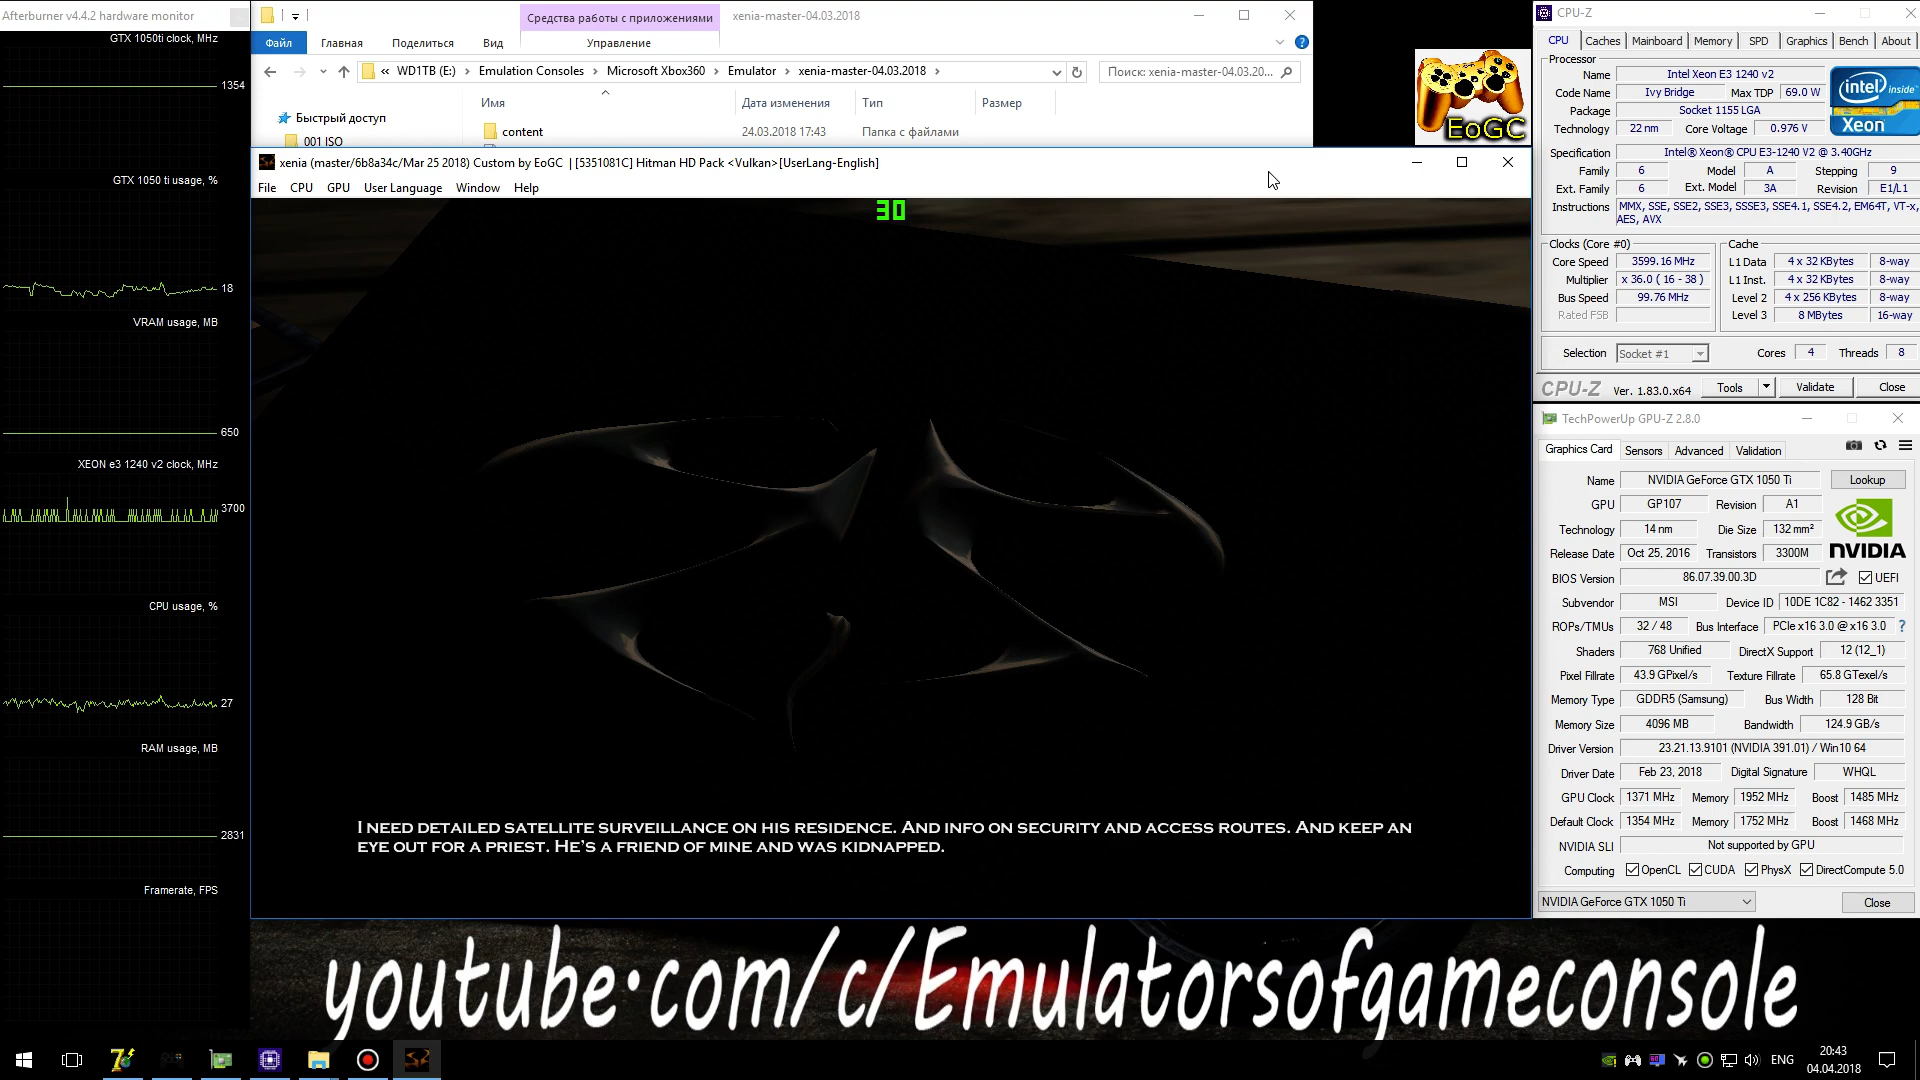 Afterburner v4.4.2 hardware monitor
GTX 1050ti clock, MHz
1354
GTX 1050 ti usage, %
18
VRAM usage, MB
650
XEON e3 1240 v2 clock, MHz
3700
CPU usage, %
27
RAM usage, MB
2831
Framerate, FPS
Средства работы с приложениями
xenia-master-04.03.2018
Файл
Главная
Поделиться
Вид
Управление
« WD1TB (E:) > Emulation Consoles > Microsoft Xbox360 > Emulator > xenia-master-04.03.2018 >
Поиск: xenia-master-04.03.20...
Имя
Дата изменения
Тип
Размер
Быстрый доступ
001 ISO
content
24.03.2018 17:43
Папка с файлами
EoGC
xenia (master/6b8a34c/Mar 25 2018) Custom by EoGC | [5351081C] Hitman HD Pack <Vulkan>[UserLang-English]
File CPU GPU User Language Window Help
30
I NEED DETAILED SATELLITE SURVEILLANCE ON HIS RESIDENCE. AND INFO ON SECURITY AND ACCESS ROUTES. AND KEEP AN
EYE OUT FOR A PRIEST. HE'S A FRIEND OF MINE AND WAS KIDNAPPED.
CPU-Z
CPU Caches Mainboard Memory SPD Graphics Bench About
Processor
Name Intel Xeon E3 1240 v2
Code Name Ivy Bridge Max TDP 69.0 W
Package Socket 1155 LGA
Technology 22 nm Core Voltage 0.976 V
intel inside™
Xeon
Specification Intel® Xeon® CPU E3-1240 V2 @ 3.40GHz
Family 6 Model A Stepping 9
Ext. Family 6 Ext. Model 3A Revision E1/L1
Instructions MMX, SSE, SSE2, SSE3, SSSE3, SSE4.1, SSE4.2, EM64T, VT-x,
AES, AVX
Clocks (Core #0)
Core Speed 3599.16 MHz
Multiplier x 36.0 ( 16 - 38 )
Bus Speed 99.76 MHz
Rated FSB
Cache
L1 Data 4 x 32 KBytes 8-way
L1 Inst. 4 x 32 KBytes 8-way
Level 2 4 x 256 KBytes 8-way
Level 3 8 MBytes 16-way
Selection Socket #1 Cores 4 Threads 8
CPU-Z Ver. 1.83.0.x64 Tools Validate Close
TechPowerUp GPU-Z 2.8.0
Graphics Card Sensors Advanced Validation
Name NVIDIA GeForce GTX 1050 Ti Lookup
GPU GP107 Revision A1
Technology 14 nm Die Size 132 mm²
Release Date Oct 25, 2016 Transistors 3300M
NVIDIA
BIOS Version 86.07.39.00.3D UEFI
Subvendor MSI Device ID 10DE 1C82 - 1462 3351
ROPs/TMUs 32 / 48 Bus Interface PCIe x16 3.0 @ x16 3.0 ?
Shaders 768 Unified DirectX Support 12 (12_1)
Pixel Fillrate 43.9 GPixel/s Texture Fillrate 65.8 GTexel/s
Memory Type GDDR5 (Samsung) Bus Width 128 Bit
Memory Size 4096 MB Bandwidth 124.9 GB/s
Driver Version 23.21.13.9101 (NVIDIA 391.01) / Win10 64
Driver Date Feb 23, 2018 Digital Signature WHQL
GPU Clock 1371 MHz Memory 1952 MHz Boost 1485 MHz
Default Clock 1354 MHz Memory 1752 MHz Boost 1468 MHz
NVIDIA SLI Not supported by GPU
Computing OpenCL CUDA PhysX DirectCompute 5.0
NVIDIA GeForce GTX 1050 Ti Close
youtube.com/c/Emulatorsofgameconsole
ENG
20:43
04.04.2018